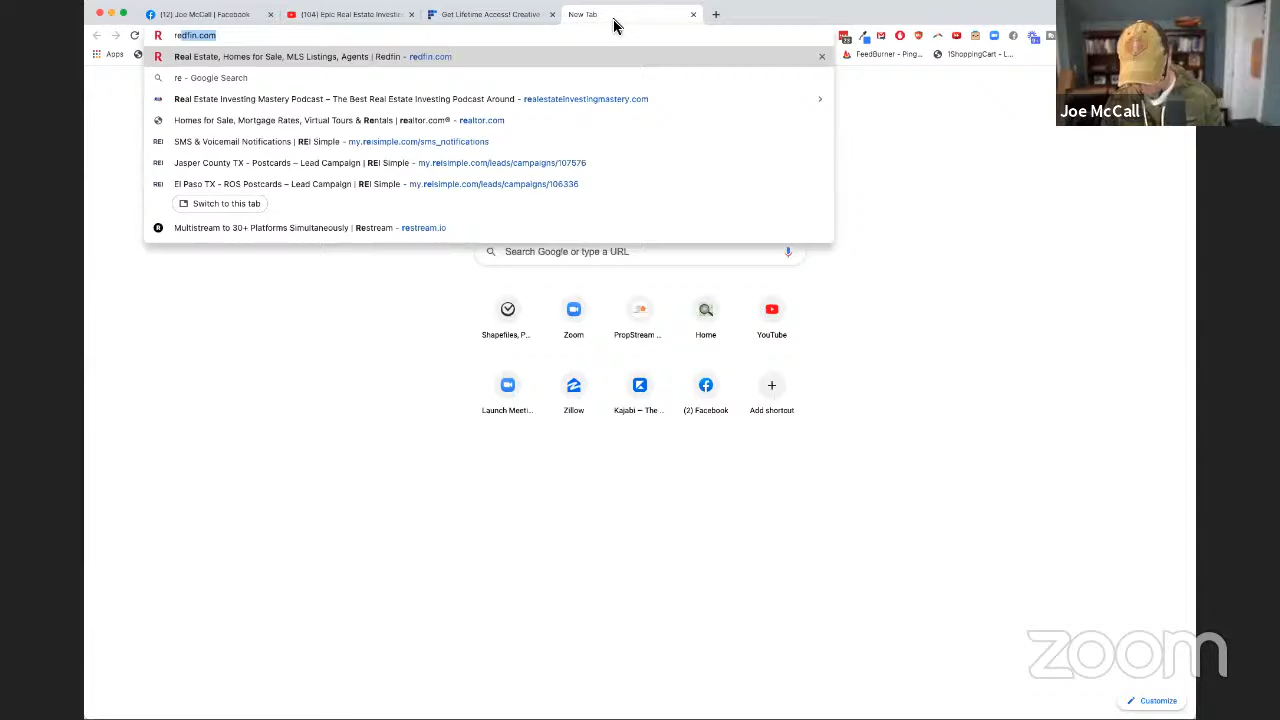 (12) Joe McCall | Facebook
(104) Epic Real Estate Investin
Get Lifetime Access! Creative
New Tab
redfin.com
Apps
FeedBurner - Ping...
1ShoppingCart - L...
Real Estate, Homes for Sale, MLS Listings, Agents | Redfin - redfin.com
re - Google Search
Real Estate Investing Mastery Podcast – The Best Real Estate Investing Podcast Around - realestateinvestingmastery.com
Homes for Sale, Mortgage Rates, Virtual Tours & Rentals | realtor.com® - realtor.com
REI SMS & Voicemail Notifications | REI Simple - my.reisimple.com/sms_notifications
REI Jasper County TX - Postcards – Lead Campaign | REI Simple - my.reisimple.com/leads/campaigns/107576
REI El Paso TX - ROS Postcards – Lead Campaign | REI Simple - my.reisimple.com/leads/campaigns/106336
Switch to this tab
Multistream to 30+ Platforms Simultaneously | Restream - restream.io
Joe McCall
Search Google or type a URL
Shapefiles, P...
Zoom
PropStream ...
Home
YouTube
Launch Meeti...
Zillow
Kajabi – The ...
(2) Facebook
Add shortcut
zoom
Customize